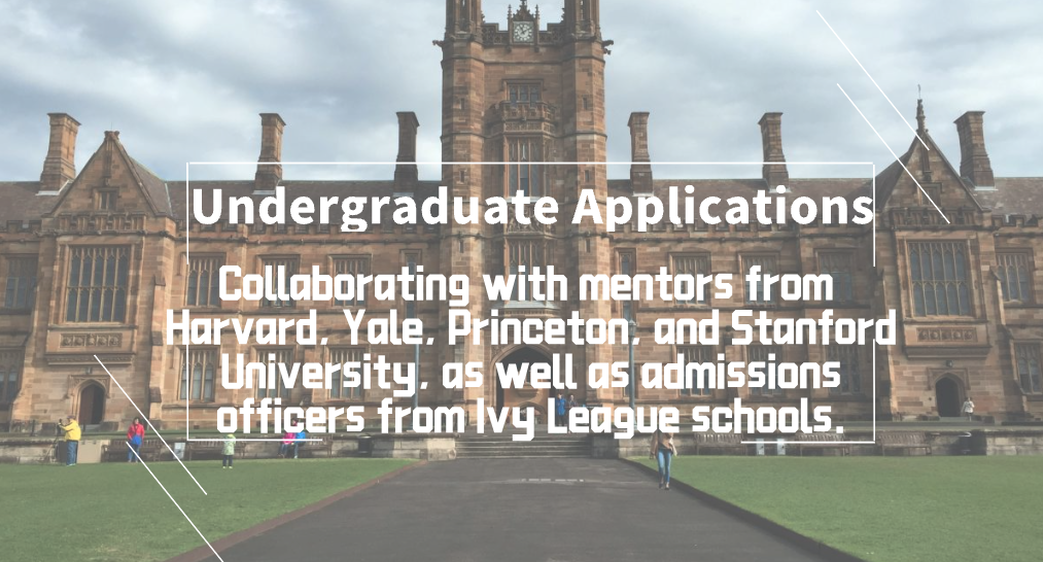 Undergraduate Applications
Collaborating with mentors from
Harvard, Yale, Princeton, and Stanford
University, as well as admissions
officers from Ivy League schools.